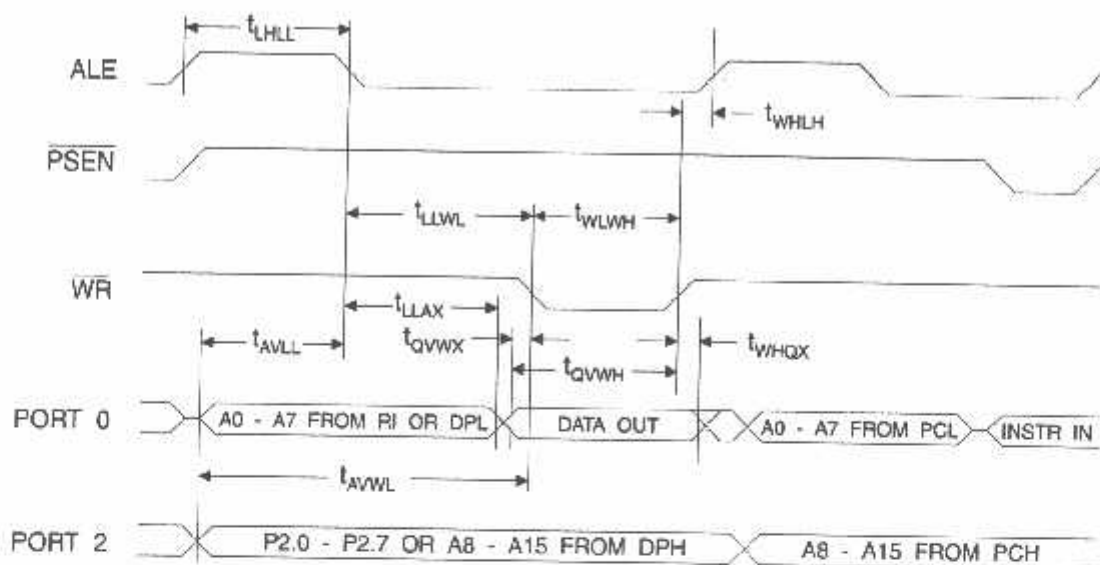 tLHLL
ALE
tWHLH
PSEN
tLLWL
tWLWH
WR
tLLAX
tAVLL
tQVWX
tWHQX
tQVWH
PORT 0
A0 - A7 FROM RI OR DPL
DATA OUT
A0 - A7 FROM PCL
INSTR IN
tAVWL
PORT 2
P2.0 - P2.7 OR A8 - A15 FROM DPH
A8 - A15 FROM PCH